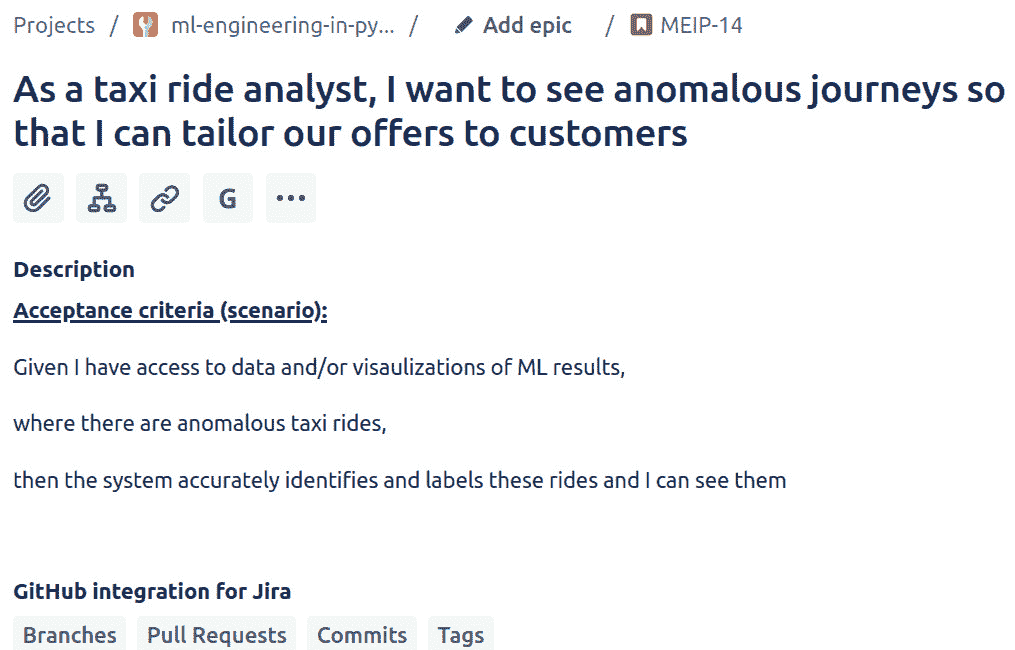 Projects / ml-engineering-in-py... / Add epic / MEIP-14
As a taxi ride analyst, I want to see anomalous journeys so
that I can tailor our offers to customers
G
Description
Acceptance criteria (scenario):
Given I have access to data and/or visaulizations of ML results,
where there are anomalous taxi rides,
then the system accurately identifies and labels these rides and I can see them
GitHub integration for Jira
Branches Pull Requests Commits Tags